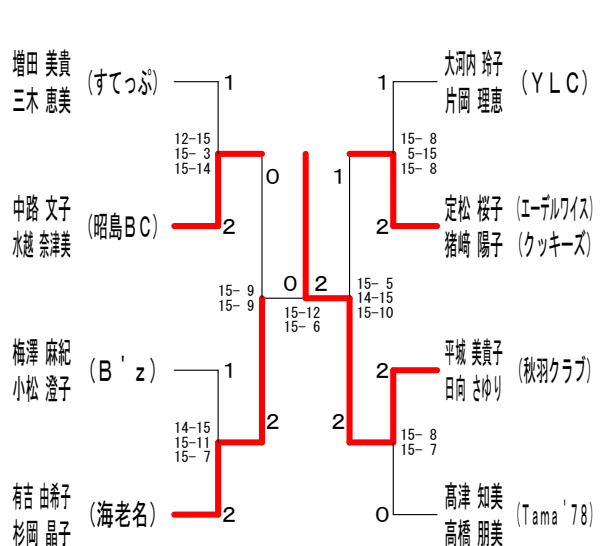 増田 美貴
三木 恵美
(すてっぷ)
1
12-15
15- 3
15-14
0
中路 文子
水越 奈津美
(昭島BC)
2
15- 9
15- 9
梅澤 麻紀
小松 澄子
(B'z)
1
14-15
15-11
15- 7
2
有吉 由希子
杉岡 晶子
(海老名)
2
0 2
15-12
15- 6
1
大河内 玲子
片岡 理恵
(YLC)
15- 8
5-15
15- 8
1
2
定松 桜子 (エーデルワイス)
猪﨑 陽子 (クッキーズ)
15- 5
14-15
15-10
2
平城 美貴子
日向 さゆり
(秋羽クラブ)
2
15- 8
15- 7
0
髙津 知美
高橋 朋美
(Tama'78)